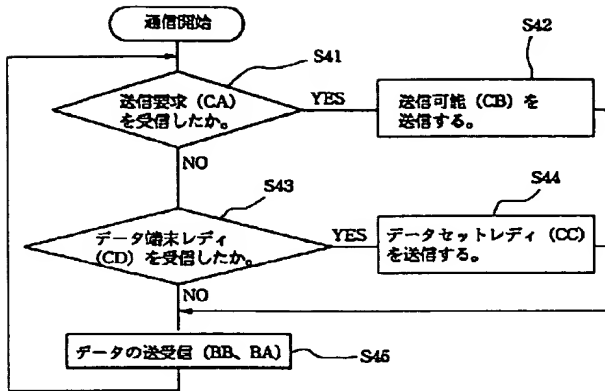 通信開始
S41
S42
送信要求（CA）
を受信したか。
YES
送信可能（CB）を
送信する。
NO
S43
S44
データ端末レディ
（CD）を受信したか。
YES
データセットレディ（CC）
を送信する。
NO
データの送受信（BB、BA）
S45